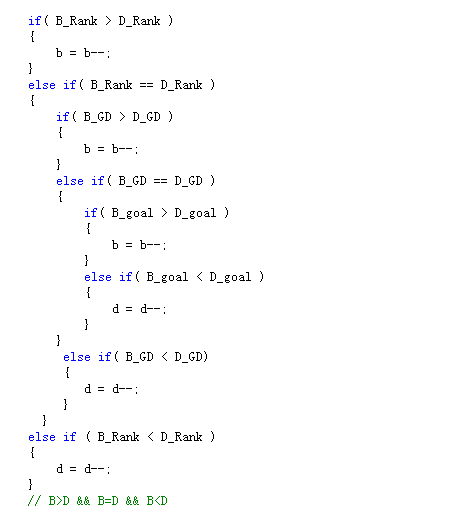 if( B_Rank > D_Rank )
{
b = b--;
}
else if( B_Rank == D_Rank )
{
if( B_GD > D_GD )
{
b = b--;
}
else if( B_GD == D_GD )
{
if( B_goal > D_goal )
{
b = b--;
}
else if( B_goal < D_goal )
{
d = d--;
}
}
else if( B_GD < D_GD)
{
d = d--;
}
}
else if ( B_Rank < D_Rank )
{
d = d--;
}
// B>D && B=D && B<D